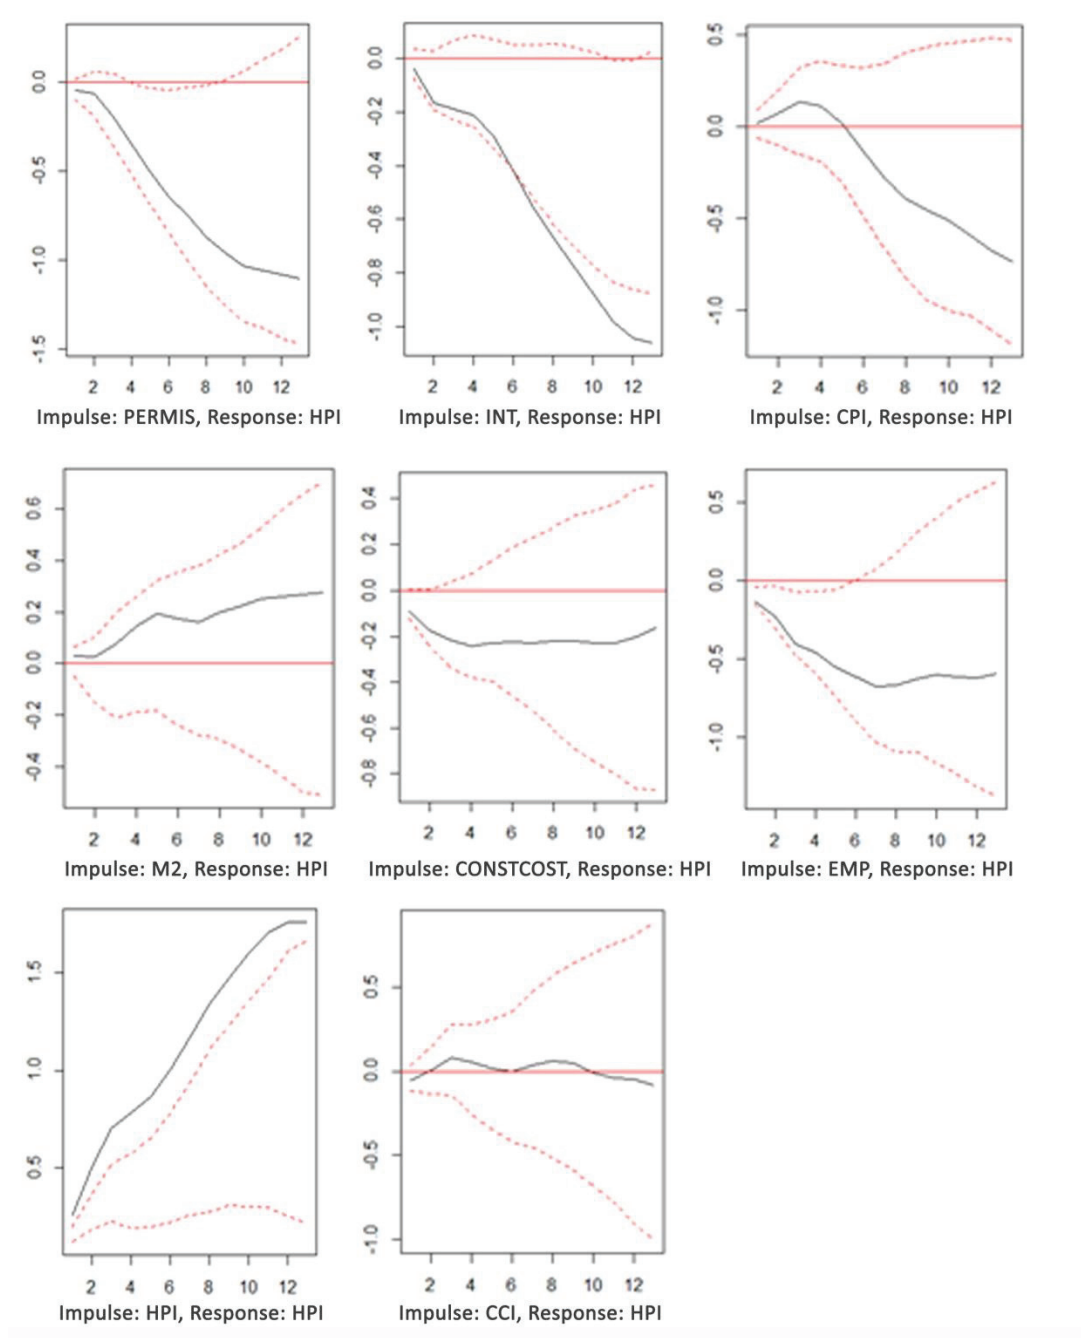 0.0
-0.5
-1.0
-1.5
2 4 6 8 10 12
Impulse: PERMIS, Response: HPI
0.0
-0.2
-0.4
-0.6
-0.8
-1.0
2 4 6 8 10 12
Impulse: INT, Response: HPI
0.5
0.0
-0.5
-1.0
2 4 6 8 10 12
Impulse: CPI, Response: HPI
0.6
0.4
0.2
0.0
-0.2
-0.4
2 4 6 8 10 12
Impulse: M2, Response: HPI
0.4
0.2
0.0
-0.2
-0.4
-0.6
-0.8
2 4 6 8 10 12
Impulse: CONSTCOST, Response: HPI
0.5
0.0
-0.5
-1.0
2 4 6 8 10 12
Impulse: EMP, Response: HPI
1.5
1.0
0.5
2 4 6 8 10 12
Impulse: HPI, Response: HPI
0.5
0.0
-0.5
-1.0
2 4 6 8 10 12
Impulse: CCI, Response: HPI